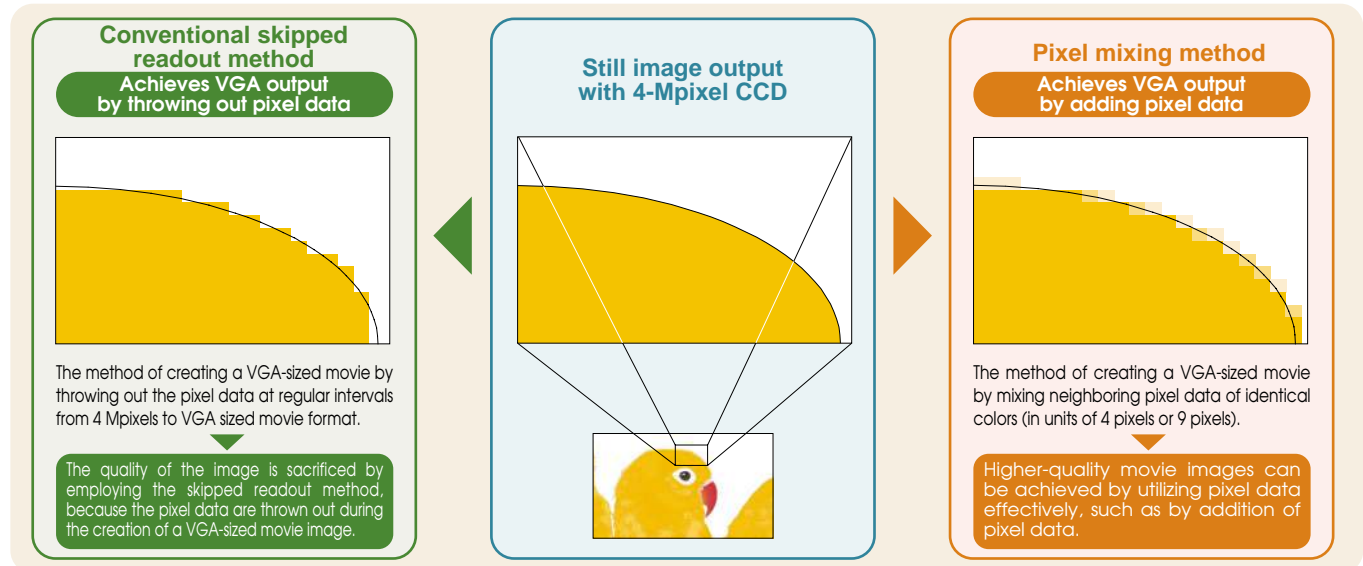 Conventional skipped
readout method
Achieves VGA output
by throwing out pixel data
The method of creating a VGA-sized movie by
throwing out the pixel data at regular intervals
from 4 Mpixels to VGA sized movie format.
The quality of the image is sacrificed by
employing the skipped readout method,
because the pixel data are thrown out during
the creation of a VGA-sized movie image.
Still image output
with 4-Mpixel CCD
Pixel mixing method
Achieves VGA output
by adding pixel data
The method of creating a VGA-sized movie
by mixing neighboring pixel data of identical
colors (in units of 4 pixels or 9 pixels).
Higher-quality movie images can
be achieved by utilizing pixel data
effectively, such as by addition of
pixel data.